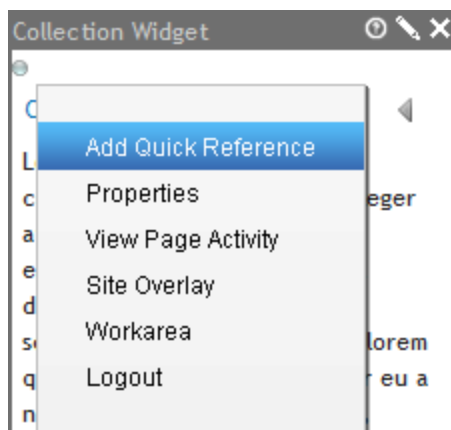 Collection Widget
Add Quick Reference
Properties
eger
View Page Activity
Site Overlay
Workarea
lorem
Logout
r eu a